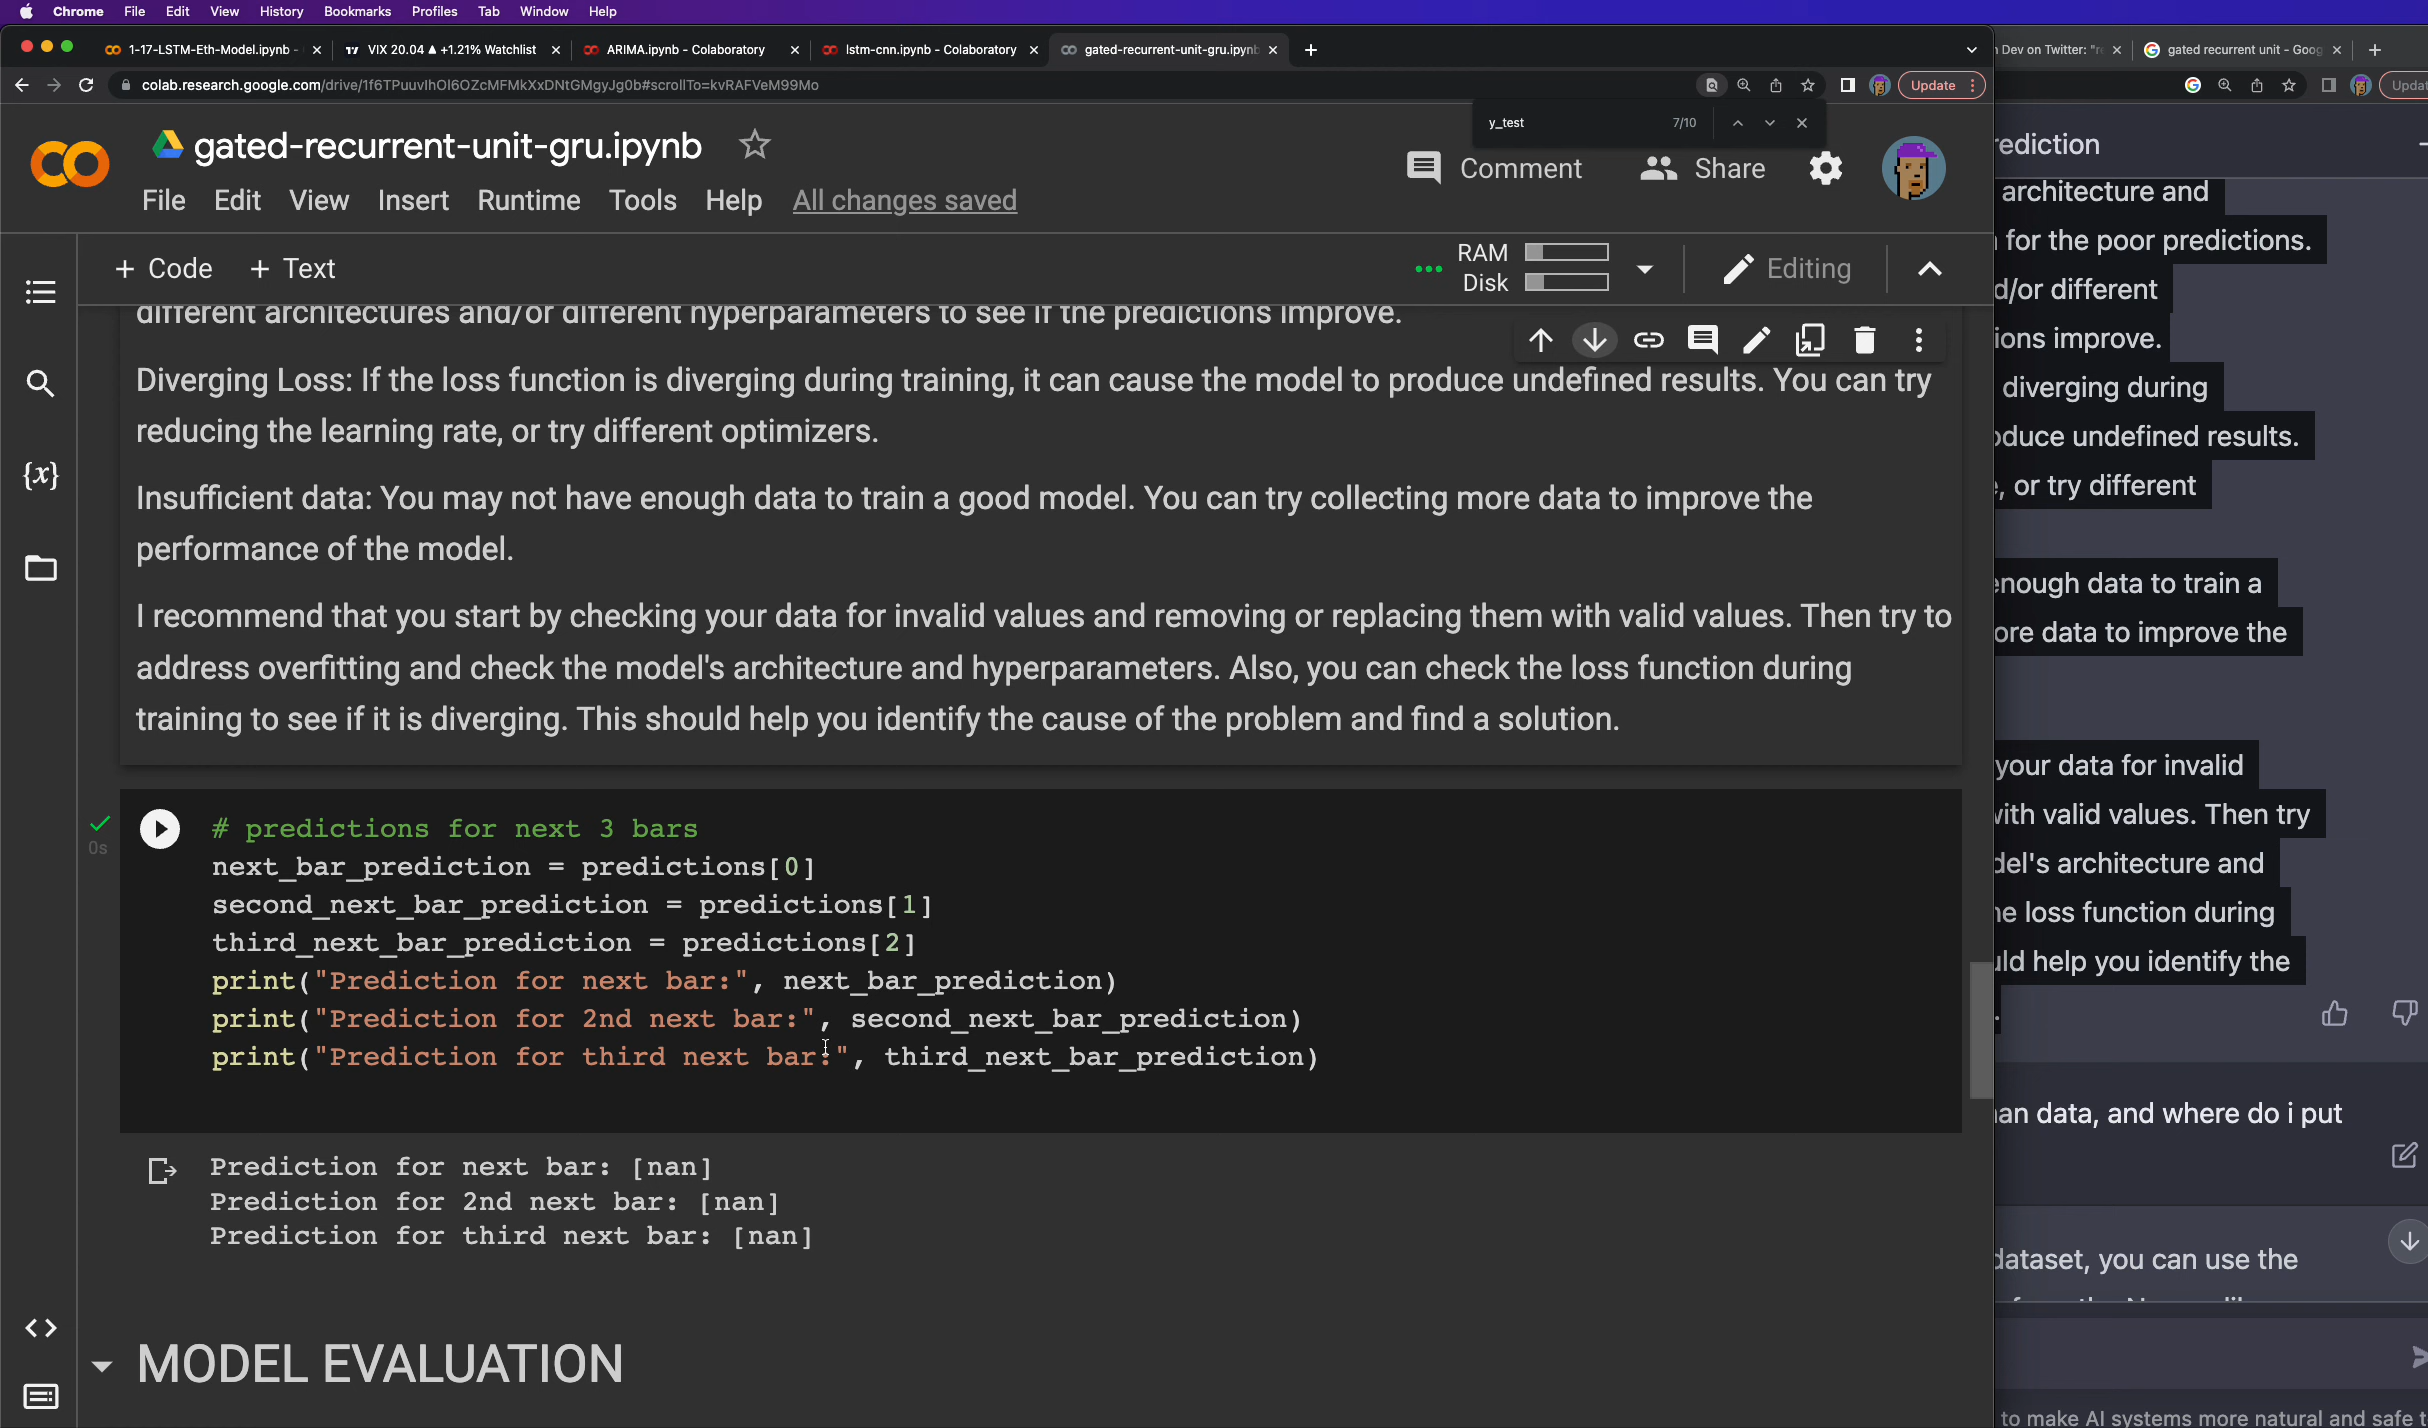 Chrome File Edit View History Bookmarks Profiles Tab Window Help
1-17-LSTM-Eth-Model.ipynb - VIX 20.04 ▲ +1.21% Watchlist ARIMA.ipynb - Colaboratory lstm-cnn.ipynb - Colaboratory gated-recurrent-unit-gru.ipynb
Dev on Twitter: "r gated recurrent unit - Goog
colab.research.google.com/drive/1f6TPuuvIhOl6OZcMFMkXxDNtGMgyJg0b#scrollTo=kvRAFVeM99Mo
Update
y_test 7/10
gated-recurrent-unit-gru.ipynb
Comment Share
File Edit View Insert Runtime Tools Help All changes saved
+ Code + Text
RAM
Disk
Editing
different architectures and/or different hyperparameters to see if the predictions improve.
Diverging Loss: If the loss function is diverging during training, it can cause the model to produce undefined results. You can try
reducing the learning rate, or try different optimizers.
Insufficient data: You may not have enough data to train a good model. You can try collecting more data to improve the
performance of the model.
I recommend that you start by checking your data for invalid values and removing or replacing them with valid values. Then try to
address overfitting and check the model's architecture and hyperparameters. Also, you can check the loss function during
training to see if it is diverging. This should help you identify the cause of the problem and find a solution.
0s
# predictions for next 3 bars
next_bar_prediction = predictions[0]
second_next_bar_prediction = predictions[1]
third_next_bar_prediction = predictions[2]
print("Prediction for next bar:", next_bar_prediction)
print("Prediction for 2nd next bar:", second_next_bar_prediction)
print("Prediction for third next bar:", third_next_bar_prediction)
Prediction for next bar: [nan]
Prediction for 2nd next bar: [nan]
Prediction for third next bar: [nan]
MODEL EVALUATION
{x}
rediction
architecture and
for the poor predictions.
d/or different
ions improve.
diverging during
oduce undefined results.
, or try different
enough data to train a
ore data to improve the
your data for invalid
with valid values. Then try
del's architecture and
he loss function during
uld help you identify the
an data, and where do i put
dataset, you can use the
to make AI systems more natural and safe t